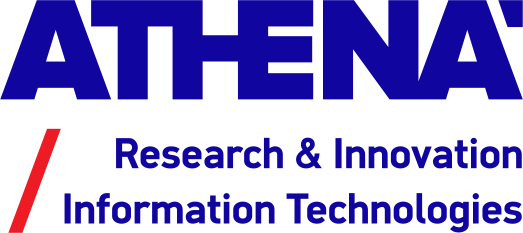 ATHENA
Research & Innovation
Information Technologies